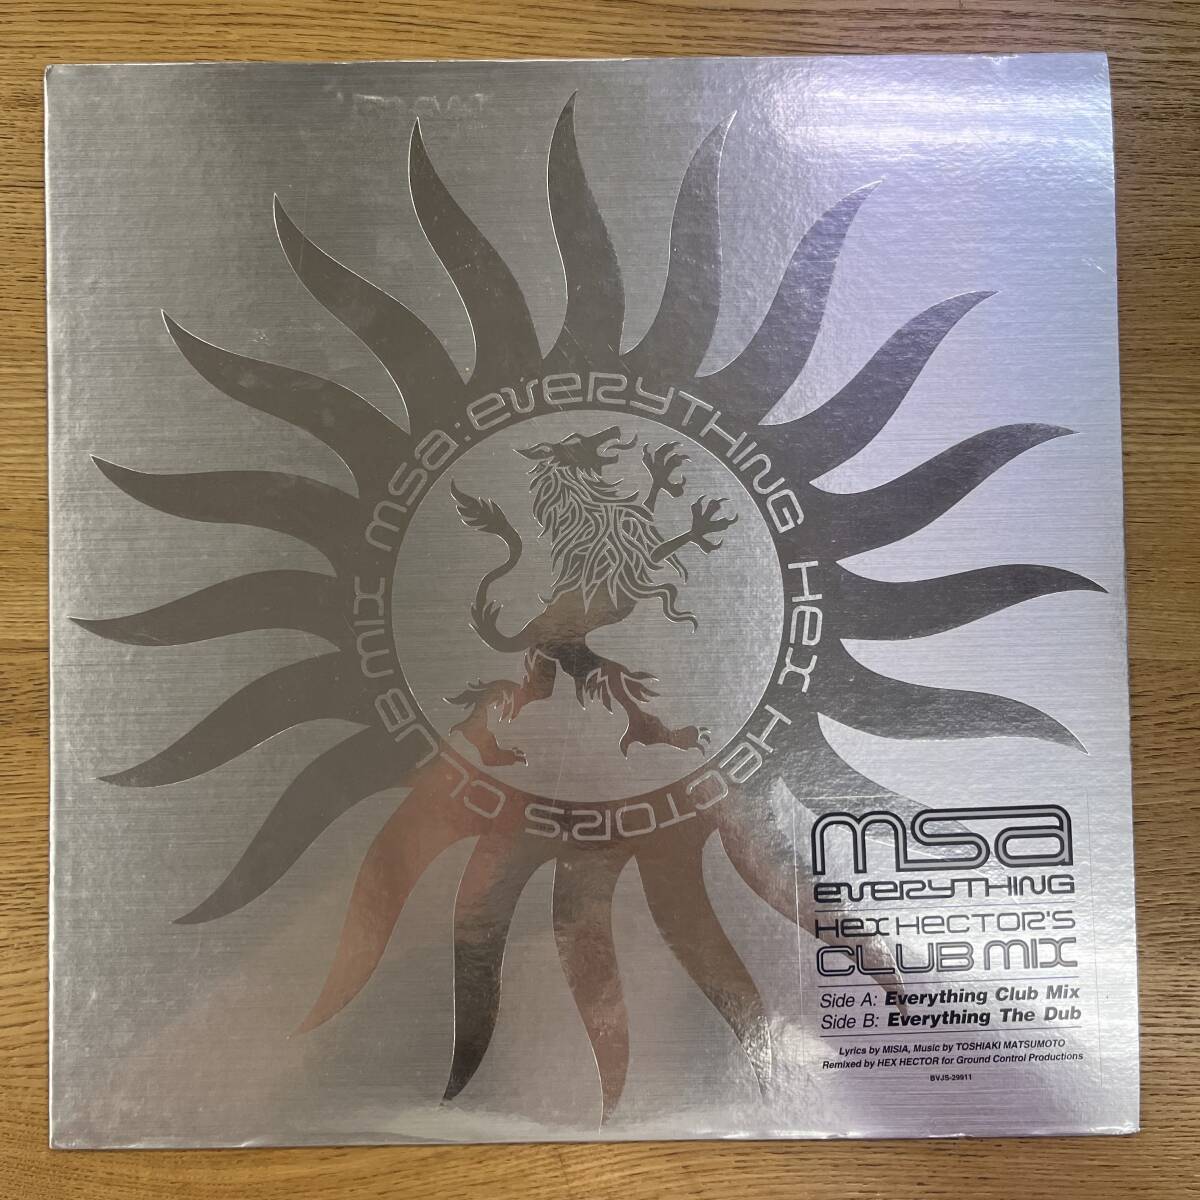 msa: everything Hex Hector's club mix
msa
everything
Hex Hector's
club mix
Side A: Everything Club Mix
Side B: Everything The Dub
Lyrics by MISIA, Music by TOSHIAKI MATSUMOTO
Remixed by HEX HECTOR for Ground Control Productions
BVJS-29911